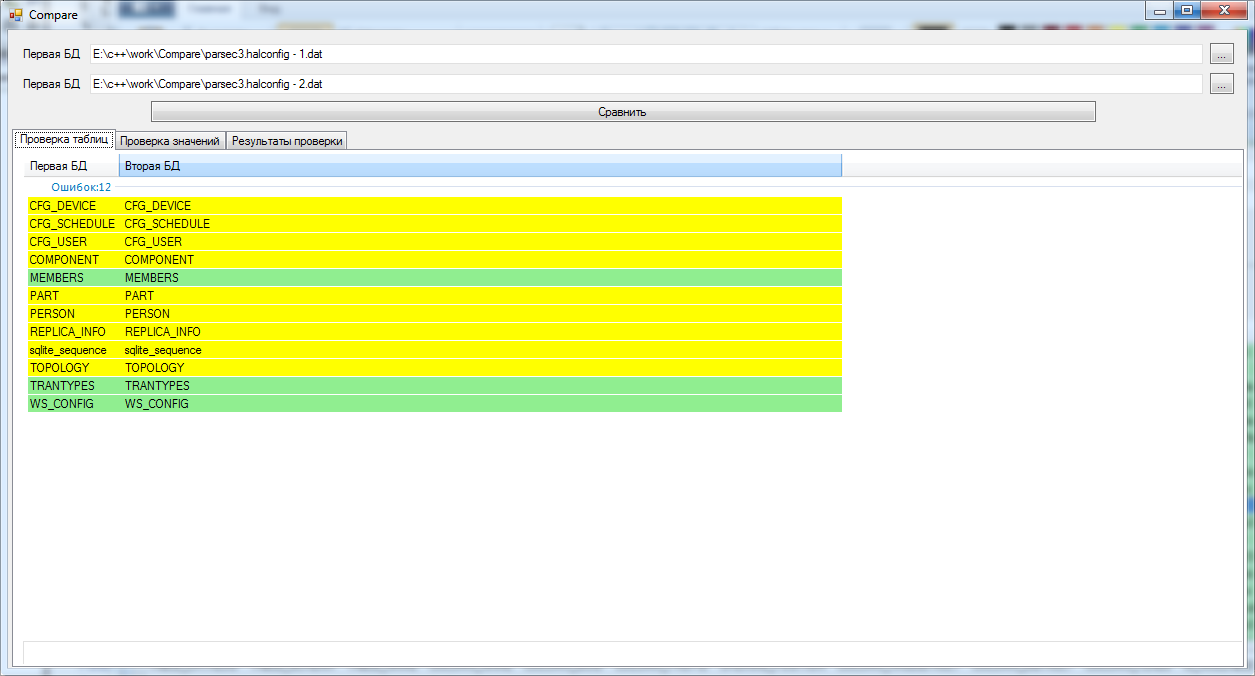 Compare
Первая БД E:\c++\work\Compare\parsec3.halconfig - 1.dat ...
Первая БД E:\c++\work\Compare\parsec3.halconfig - 2.dat ...
Сравнить
Проверка таблиц Проверка значений Результаты проверки
Первая БД Вторая БД
Ошибок:12
CFG_DEVICE CFG_DEVICE
CFG_SCHEDULE CFG_SCHEDULE
CFG_USER CFG_USER
COMPONENT COMPONENT
MEMBERS MEMBERS
PART PART
PERSON PERSON
REPLICA_INFO REPLICA_INFO
sqlite_sequence sqlite_sequence
TOPOLOGY TOPOLOGY
TRANTYPES TRANTYPES
WS_CONFIG WS_CONFIG